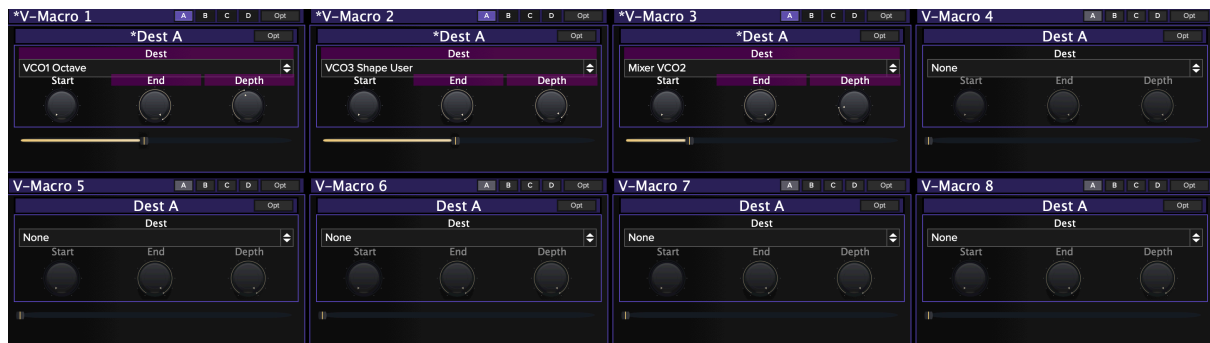 *V-Macro 1 A B C D Opt
*Dest A Opt
Dest
VCO1 Octave
Start End Depth
*V-Macro 2 A B C D Opt
*Dest A Opt
Dest
VCO3 Shape User
Start End Depth
*V-Macro 3 A B C D Opt
*Dest A Opt
Dest
Mixer VCO2
Start End Depth
V-Macro 4 A B C D Opt
Dest A Opt
Dest
None
Start End Depth
V-Macro 5 A B C D Opt
Dest A Opt
Dest
None
Start End Depth
V-Macro 6 A B C D Opt
Dest A Opt
Dest
None
Start End Depth
V-Macro 7 A B C D Opt
Dest A Opt
Dest
None
Start End Depth
V-Macro 8 A B C D Opt
Dest A Opt
Dest
None
Start End Depth